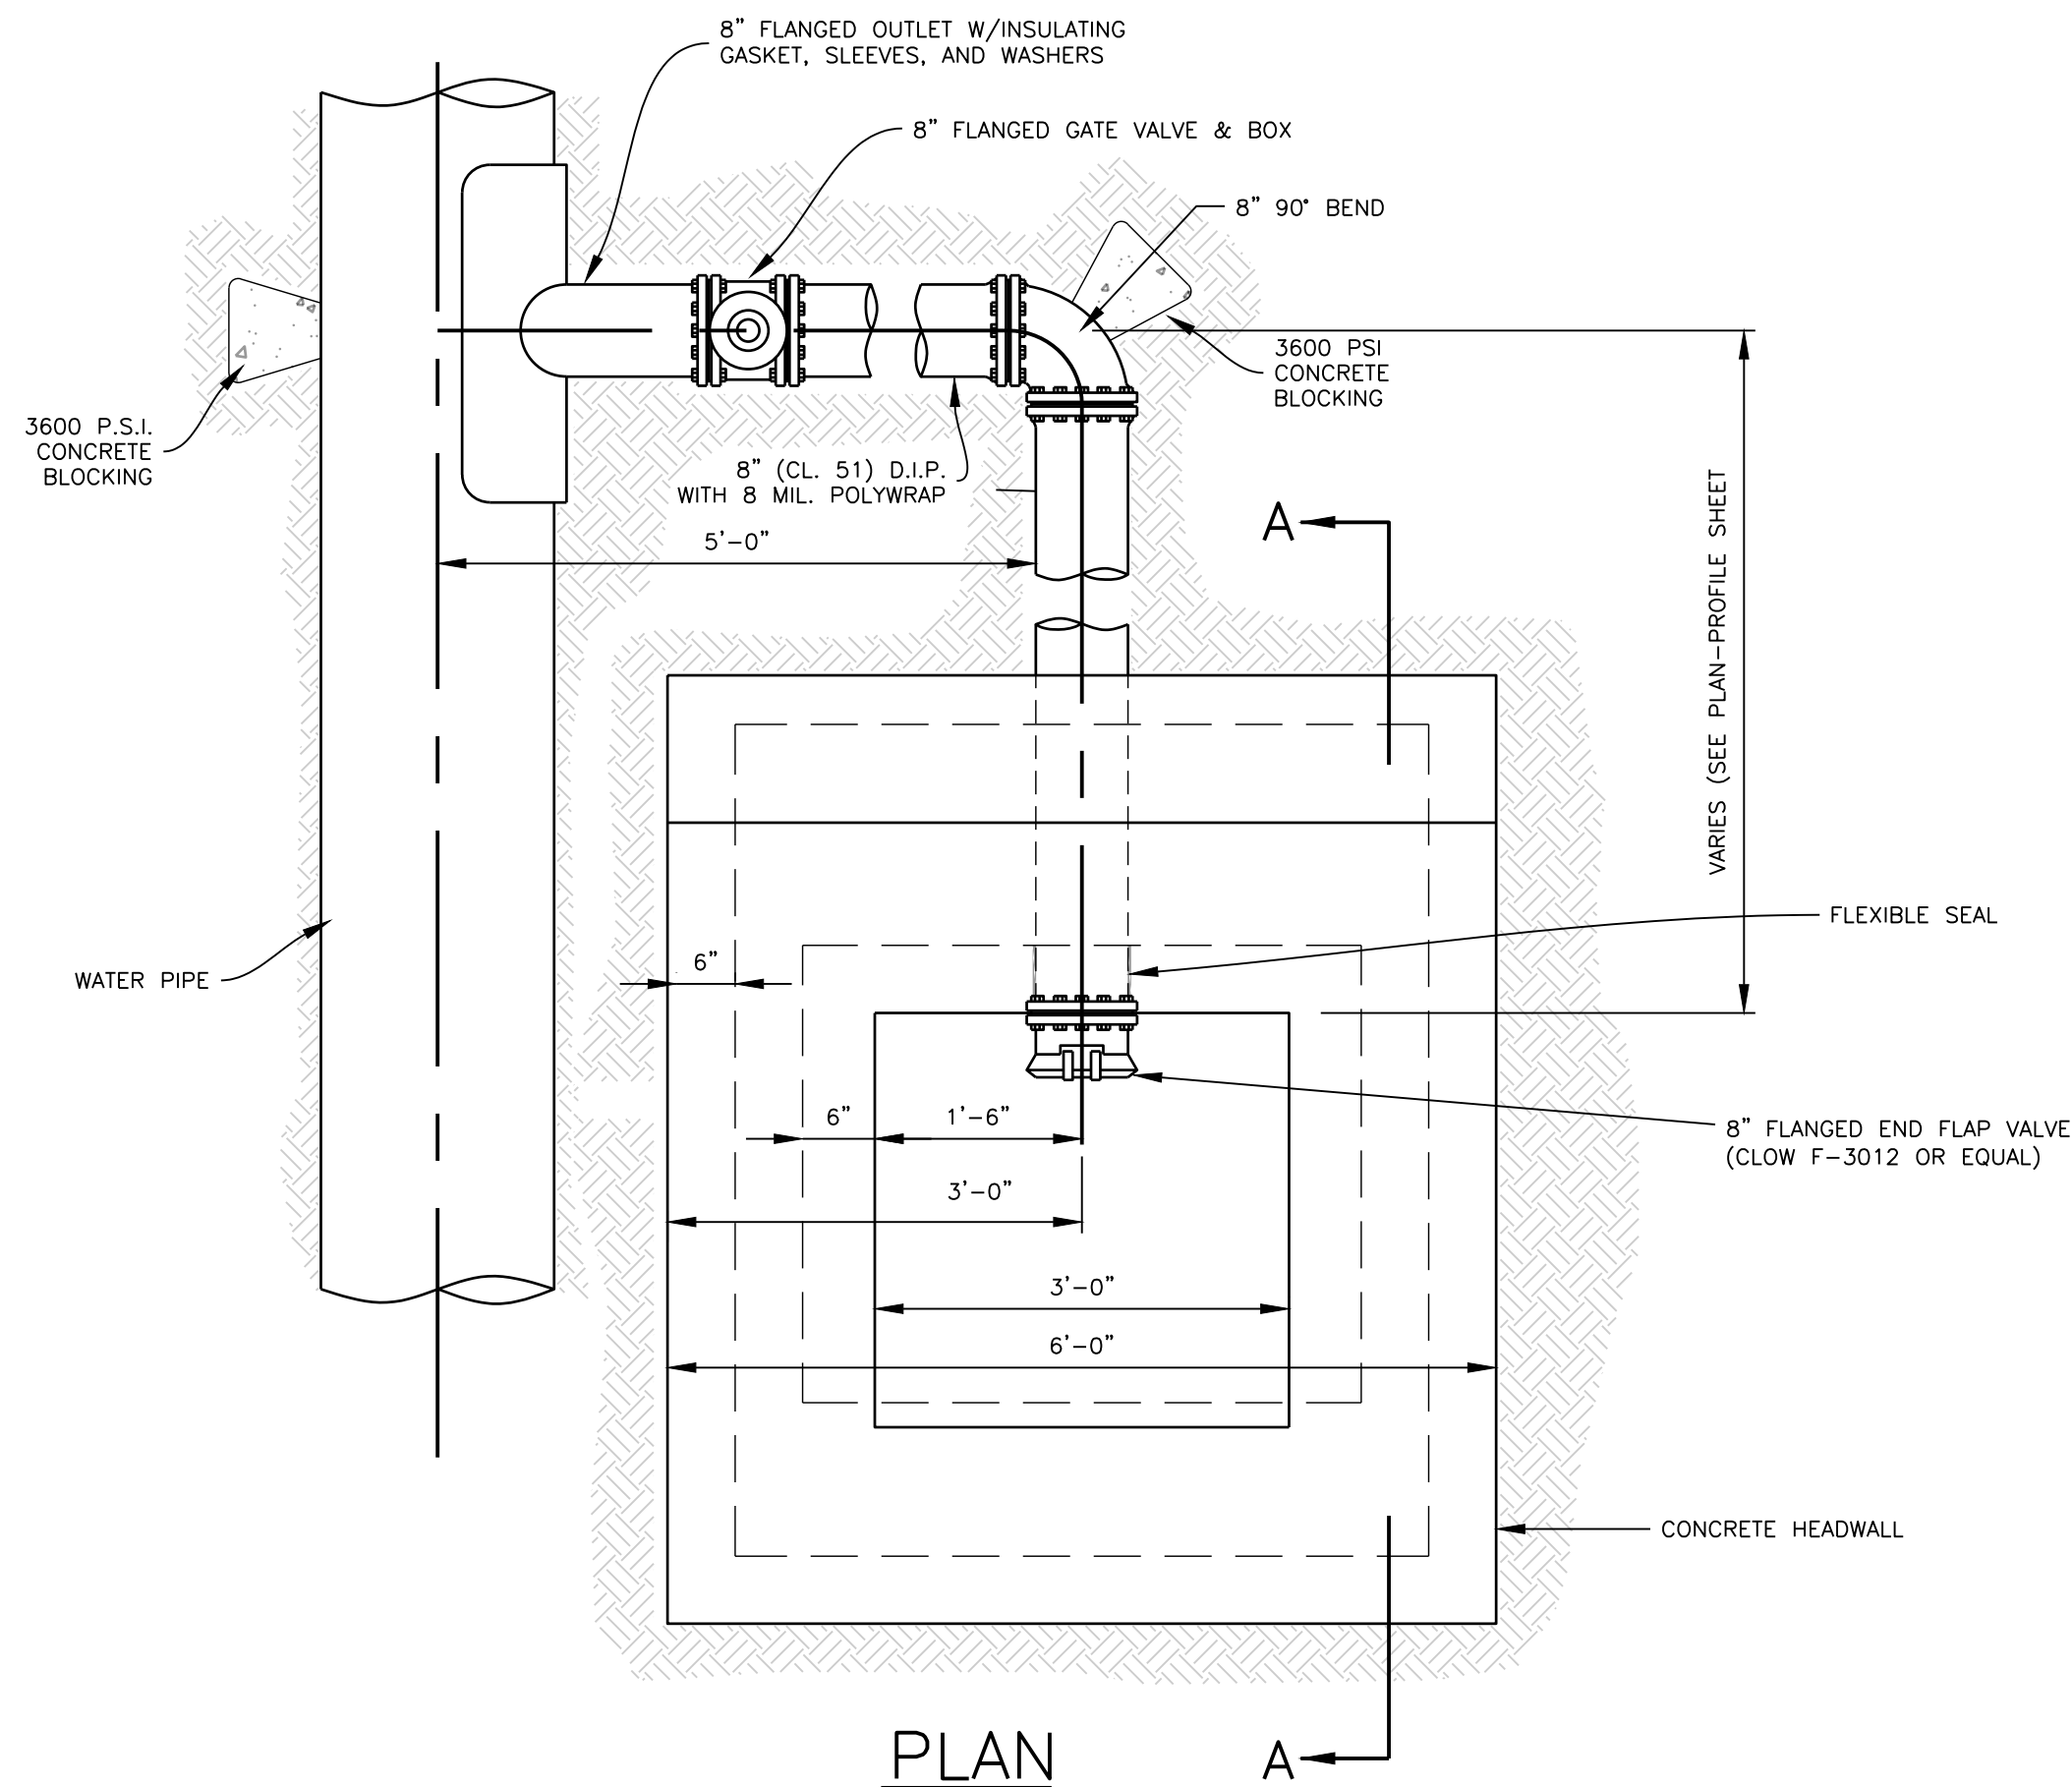 8" FLANGED OUTLET W/INSULATING
GASKET, SLEEVES, AND WASHERS
8" FLANGED GATE VALVE & BOX
8" 90° BEND
3600 PSI
CONCRETE
BLOCKING
3600 P.S.I.
CONCRETE
BLOCKING
8" (CL. 51) D.I.P.
WITH 8 MIL. POLYWRAP
5'-0"
A
VARIES (SEE PLAN-PROFILE SHEET
FLEXIBLE SEAL
WATER PIPE
6"
6"
1'-6"
8" FLANGED END FLAP VALVE
(CLOW F-3012 OR EQUAL)
3'-0"
3'-0"
6'-0"
CONCRETE HEADWALL
PLAN
A